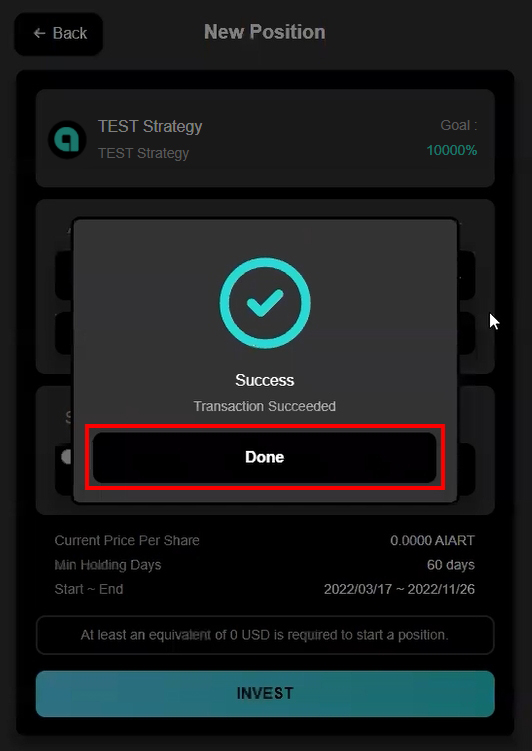 ← Back
New Position
TEST Strategy
Goal :
TEST Strategy
10000%
Success
Transaction Succeeded
Done
Current Price Per Share
0.0000 AIART
Min Holding Days
60 days
Start ~ End
2022/03/17 ~ 2022/11/26
At least an equivalent of 0 USD is required to start a position.
INVEST